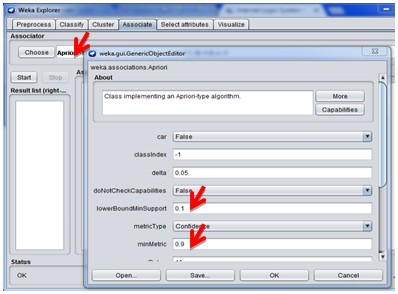 Weka Explorer
Preprocess Classify Cluster Associate Select attributes Visualize
Associator
Choose
weka.gui.GenericObjectEditor
weka.associations.Apriori
Start Stop
About
Result list (right-...
Class implementing an Apriori-type algorithm.
More
Capabilities
car False
classIndex -1
delta 0.05
doNotCheckCapabilities False
lowerBoundMinSupport 0.1
metricType Confidence
minMetric 0.9
Status
OK
Open... Save... OK Cancel